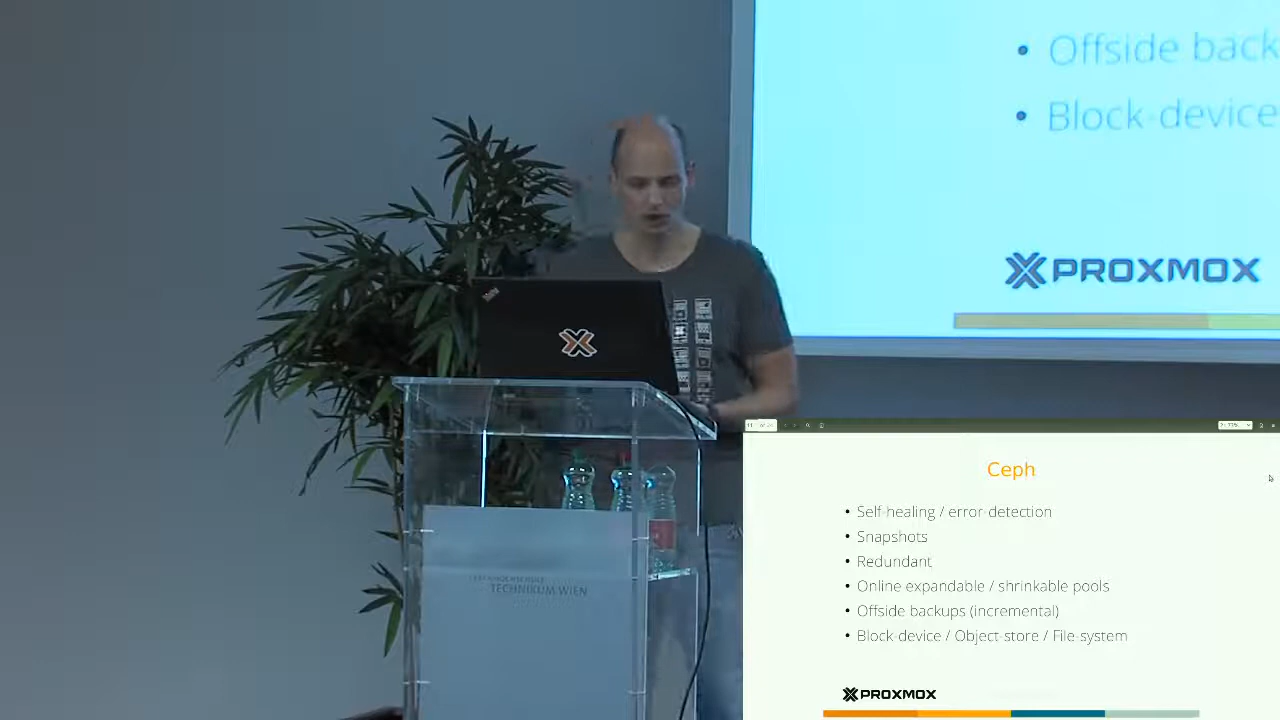 Offside back
Block-device
PROXMOX
TECHNIKUM WIEN
Ceph
• Self-healing / error-detection
• Snapshots
• Redundant
• Online expandable / shrinkable pools
• Offside backups (incremental)
• Block-device / Object-store / File-system
PROXMOX